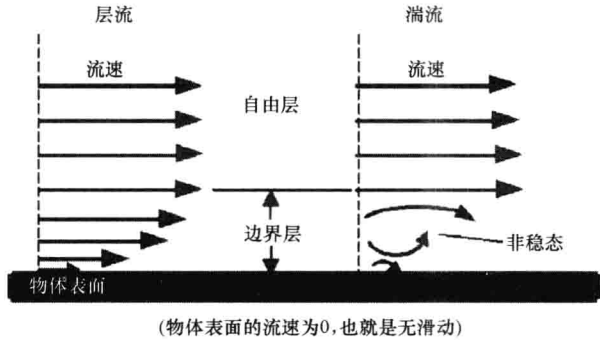 层流
湍流
流速
流速
自由层
边界层
非稳态
物体表面
(物体表面的流速为0,也就是无滑动)